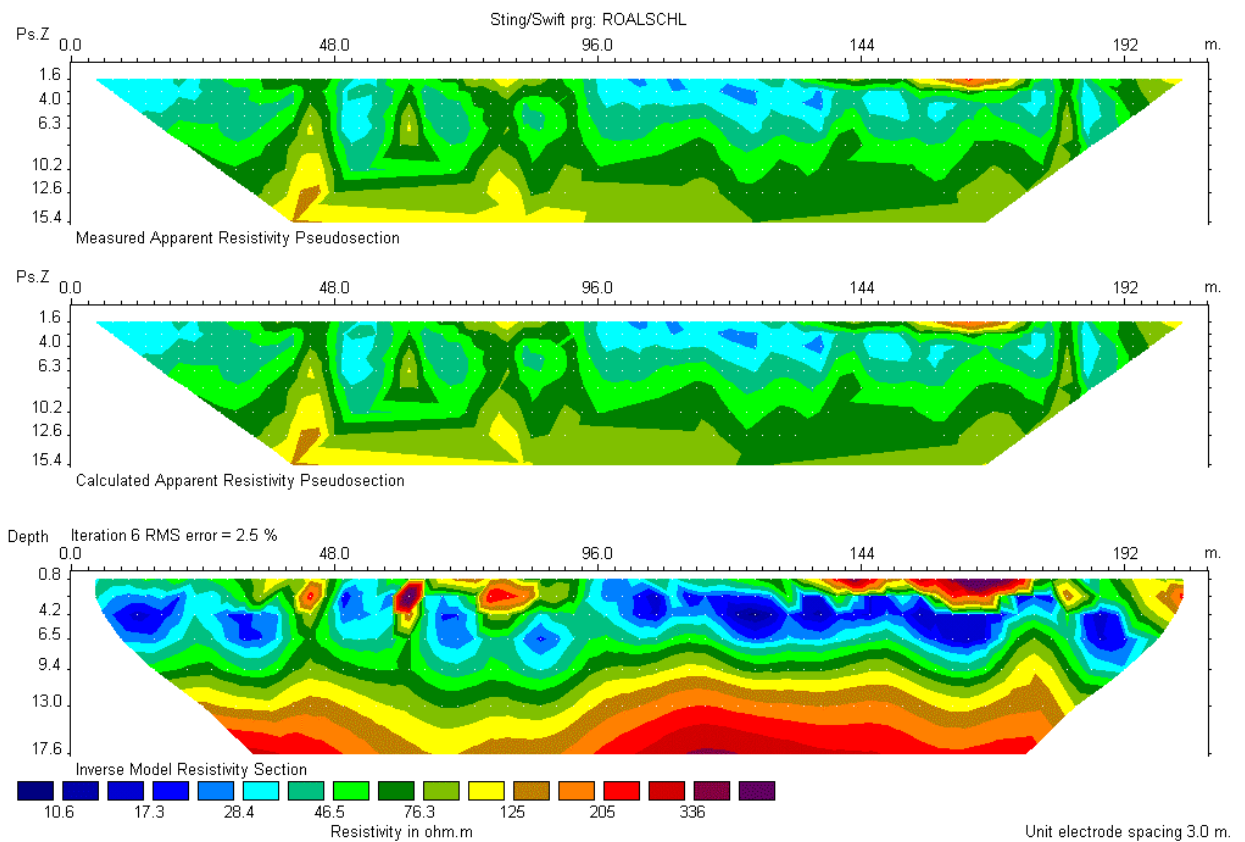 Sting/Swift prg: ROALSCHL
Ps.Z 0.0 48.0 96.0 144 192 m.
1.6
4.0
6.3
10.2
12.6
15.4
Measured Apparent Resistivity Pseudosection
Ps.Z 0.0 48.0 96.0 144 192 m.
1.6
4.0
6.3
10.2
12.6
15.4
Calculated Apparent Resistivity Pseudosection
Depth Iteration 6 RMS error = 2.5 %
0.0 48.0 96.0 144 192 m.
0.8
4.2
6.5
9.4
13.0
17.6
Inverse Model Resistivity Section
10.6 17.3 28.4 46.5 76.3 125 205 336
Resistivity in ohm.m
Unit electrode spacing 3.0 m.